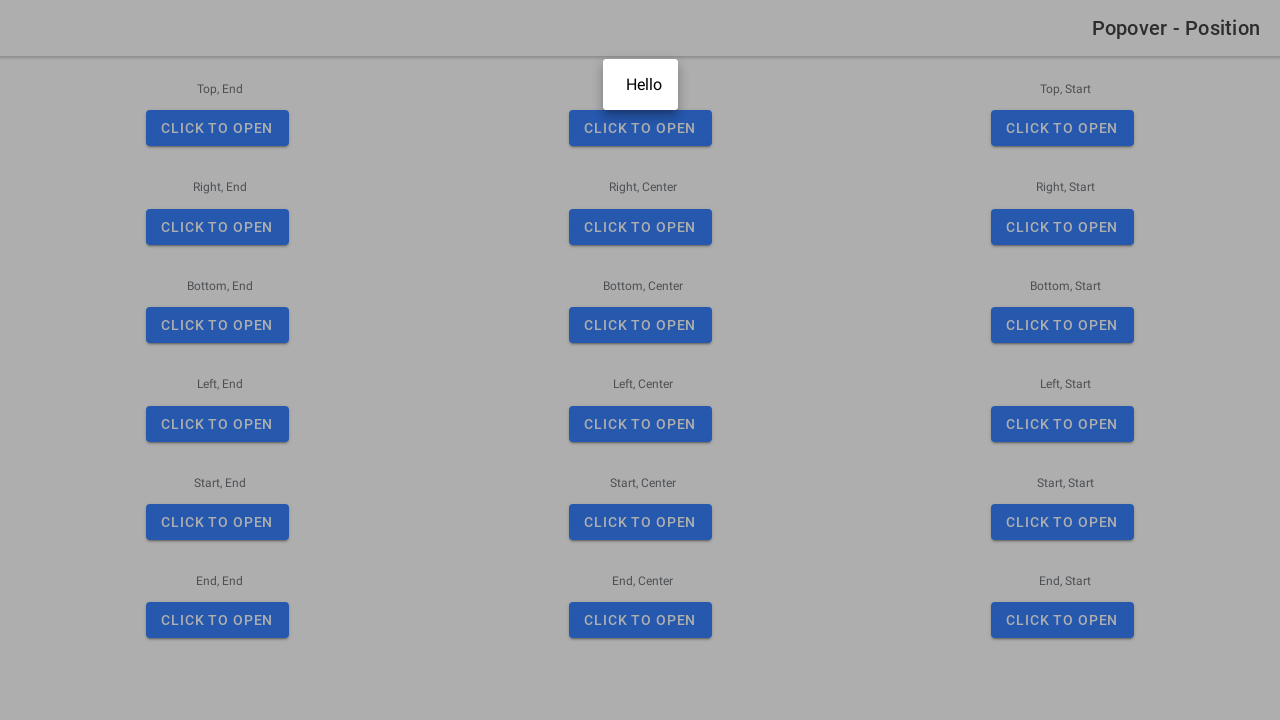 Popover - Position
Hello
Top, End
Top, Start
CLICK TO OPEN
CLICK TO OPEN
CLICK TO OPEN
Right, End
Right, Center
Right, Start
CLICK TO OPEN
CLICK TO OPEN
CLICK TO OPEN
Bottom, End
Bottom, Center
Bottom, Start
CLICK TO OPEN
CLICK TO OPEN
CLICK TO OPEN
Left, End
Left, Center
Left, Start
CLICK TO OPEN
CLICK TO OPEN
CLICK TO OPEN
Start, End
Start, Center
Start, Start
CLICK TO OPEN
CLICK TO OPEN
CLICK TO OPEN
End, End
End, Center
End, Start
CLICK TO OPEN
CLICK TO OPEN
CLICK TO OPEN